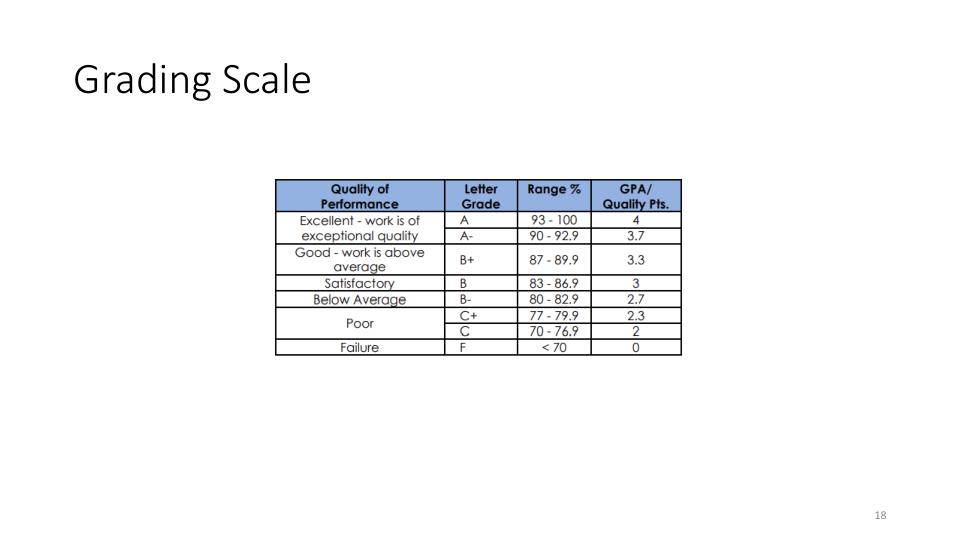 Grading Scale
Quality of Performance Letter Grade Range % GPA/ Quality Pts.
Excellent - work is of exceptional quality A 93 - 100 4
A- 90 - 92.9 3.7
Good - work is above average B+ 87 - 89.9 3.3
Satisfactory B 83 - 86.9 3
Below Average B- 80 - 82.9 2.7
Poor C+ 77 - 79.9 2.3
C 70 - 76.9 2
Failure F < 70 0
18